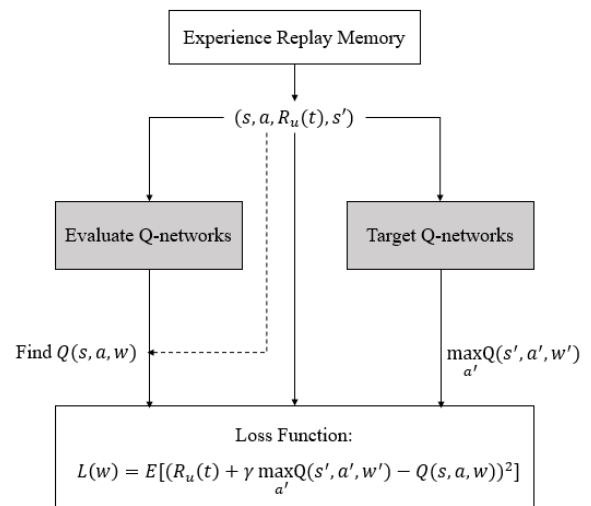 Experience Replay Memory
(s, a, R_u(t), s′)
Evaluate Q-networks
Target Q-networks
Find Q(s, a, w)
max_{a′} Q(s′, a′, w′)
Loss Function:
L(w) = E[(R_u(t) + γ max_{a′} Q(s′, a′, w′) − Q(s, a, w))²]